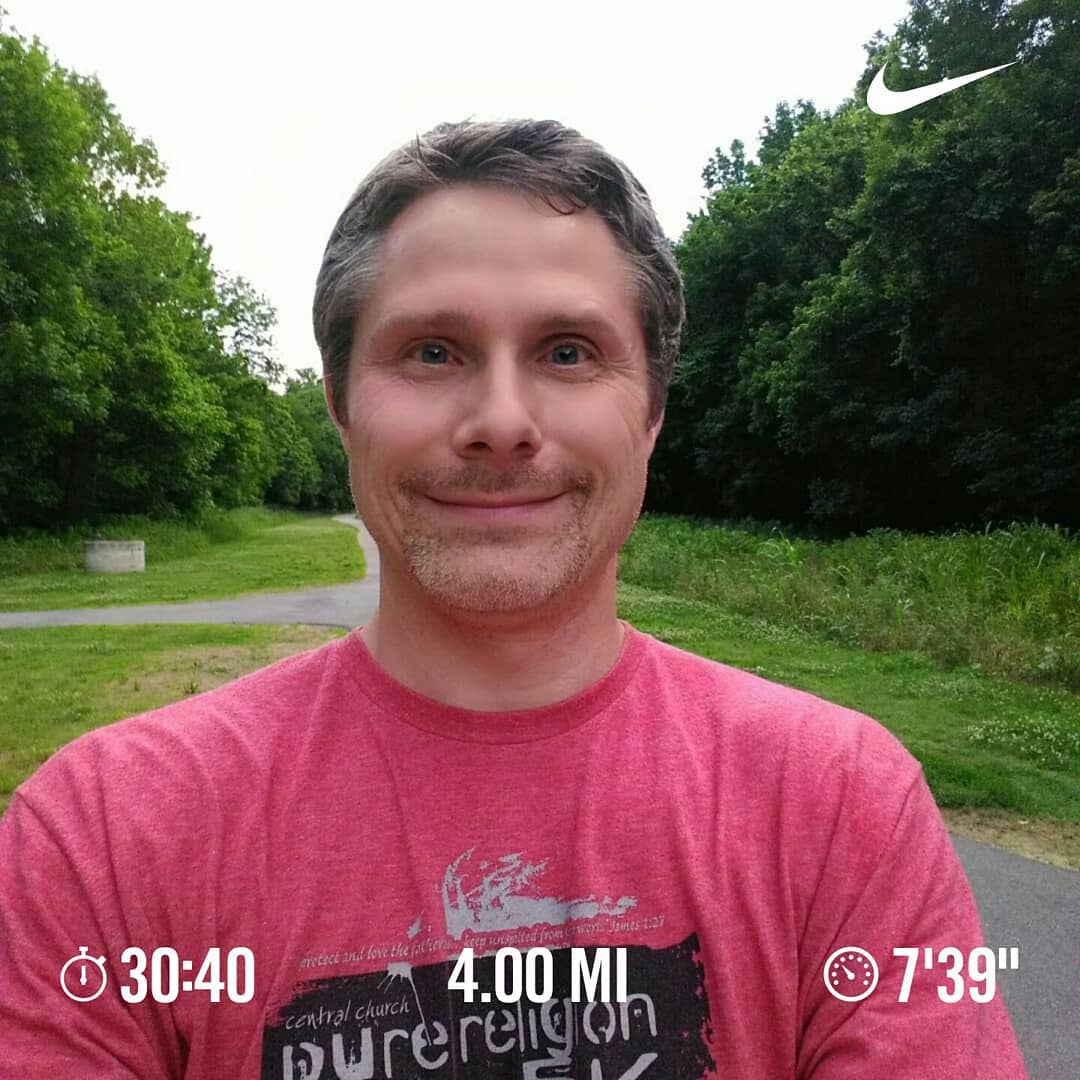 protect and love the fatherless... keep unspotted from the world" James 1:27
30:40
4.00 MI
7'39"
central church
pure religion
5K